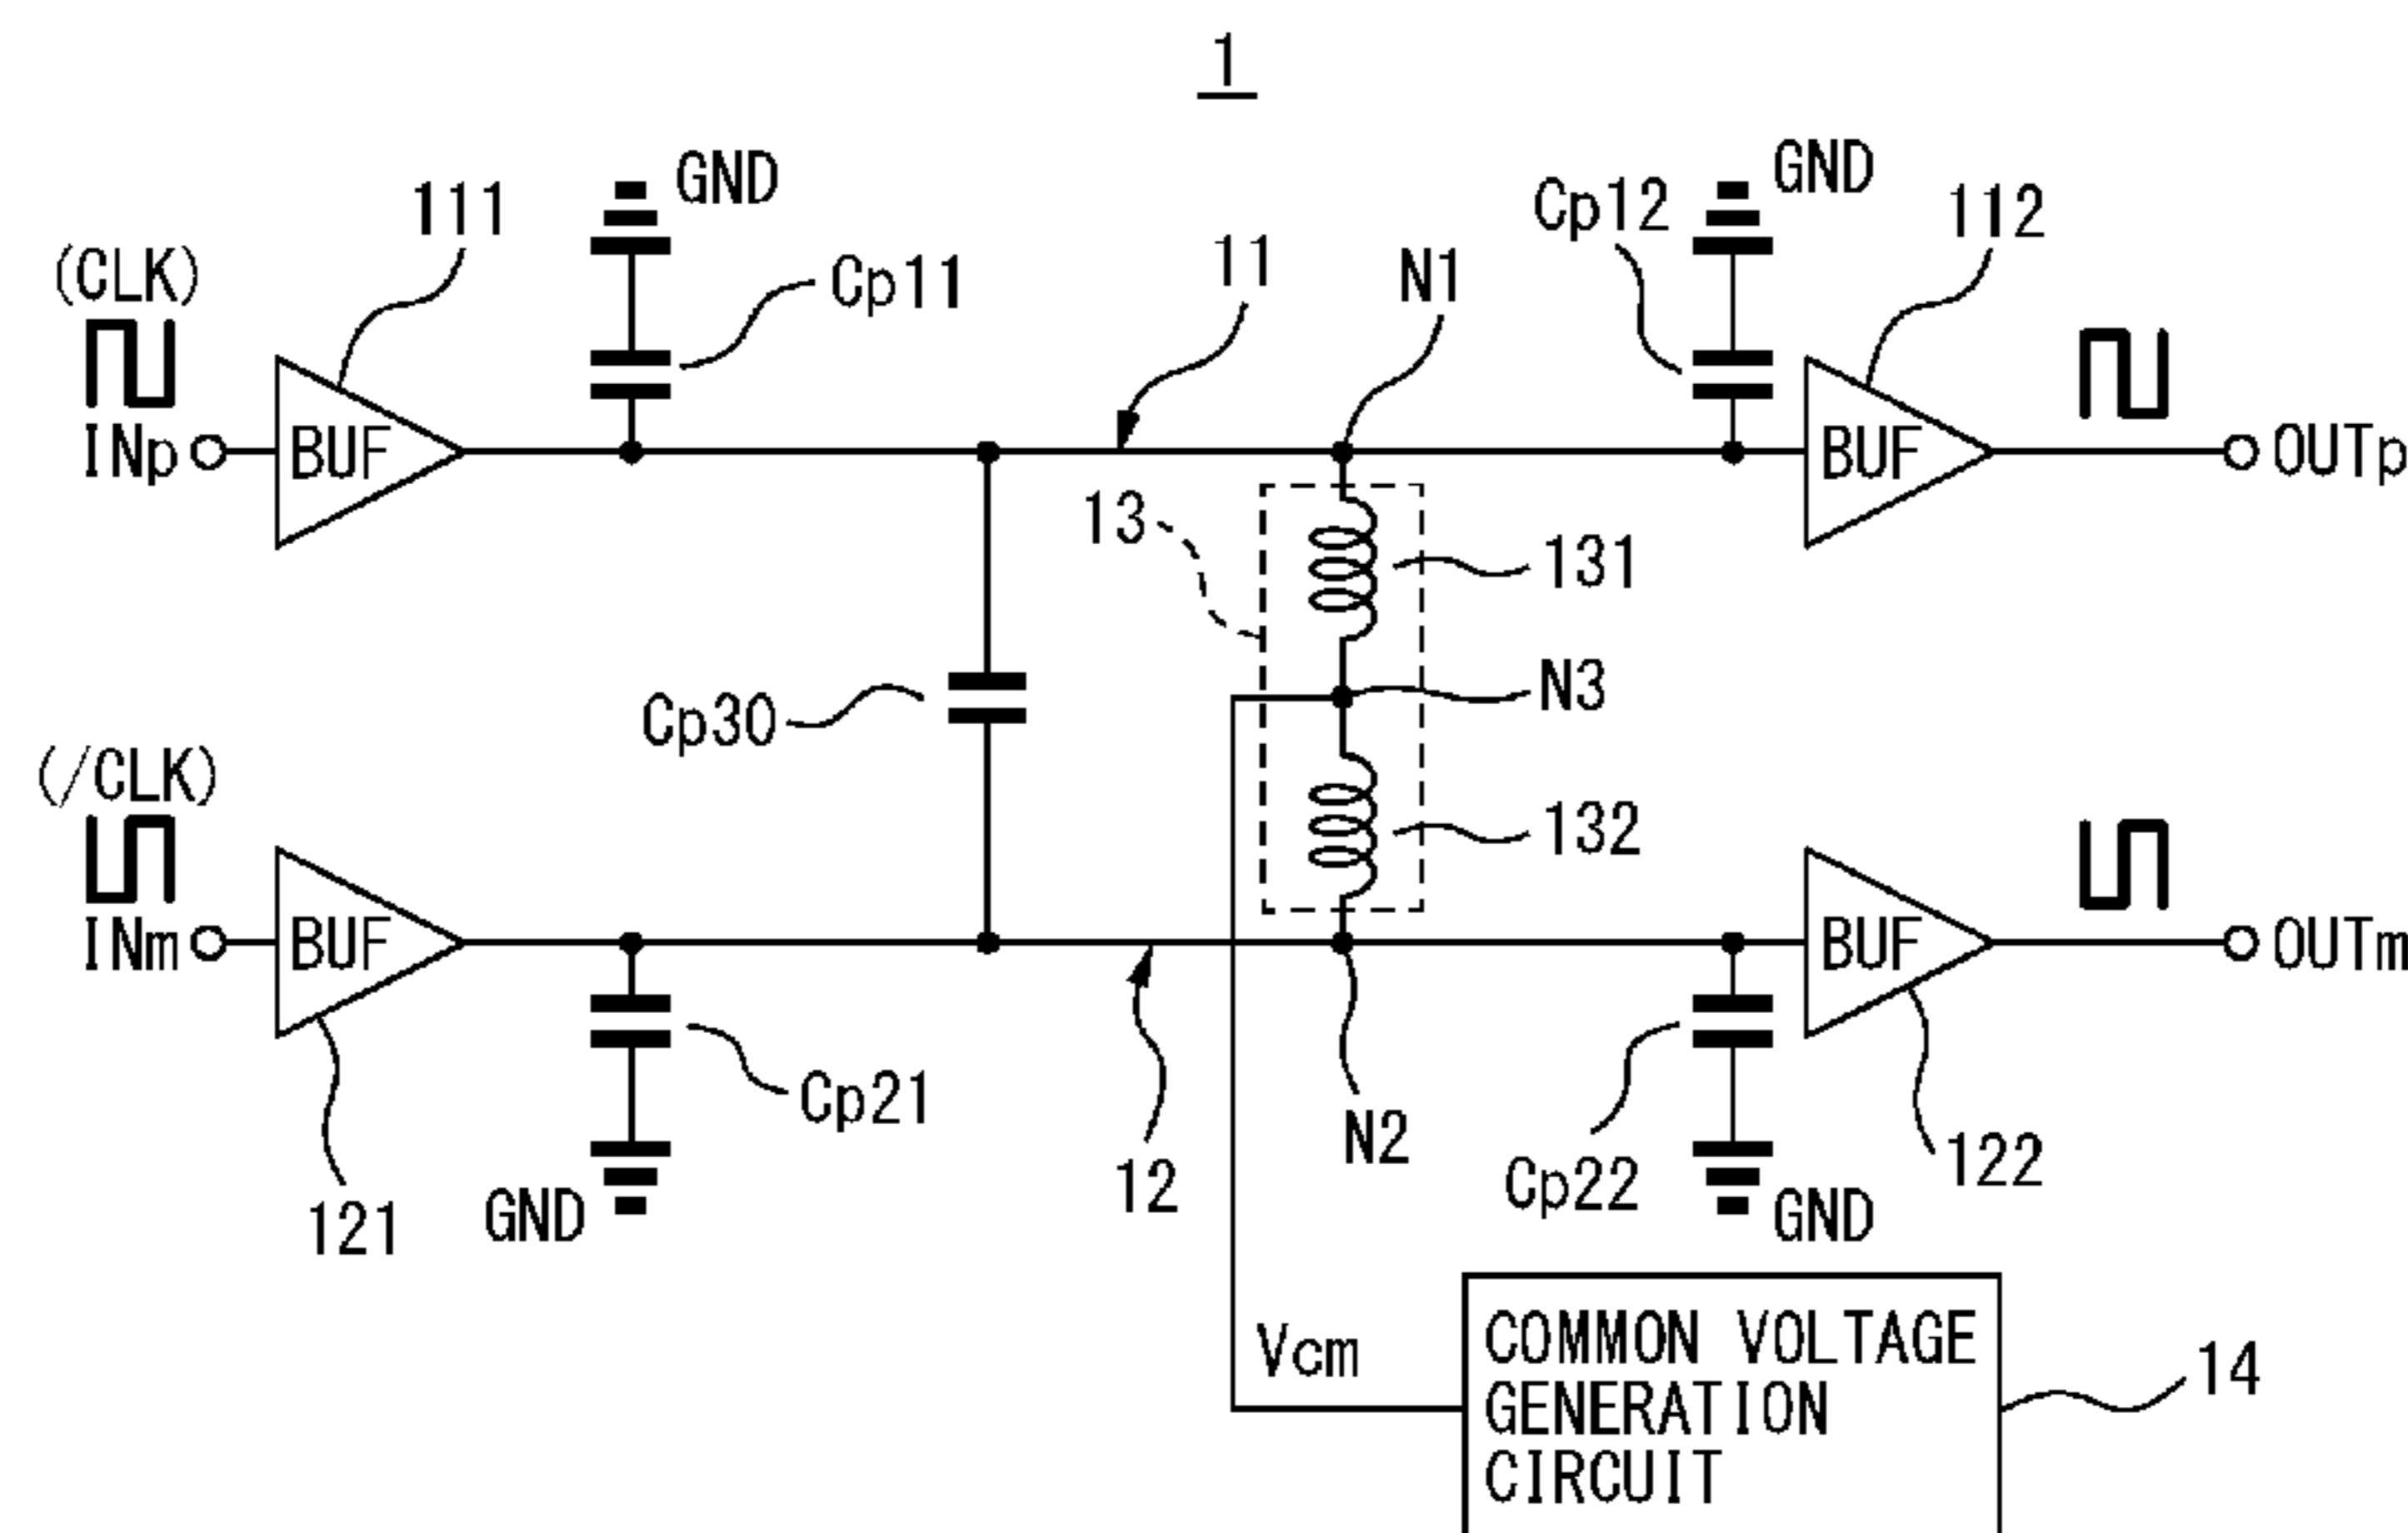 1
GND
GND
111
Cp12
112
(CLK)
Cp11
11
N1
INp
BUF
BUF
OUTp
13
131
N3
Cp30
(/CLK)
132
INm
BUF
BUF
OUTm
Cp21
N2
12
Cp22
122
121
GND
GND
Vcm
COMMON VOLTAGE
GENERATION
CIRCUIT
14